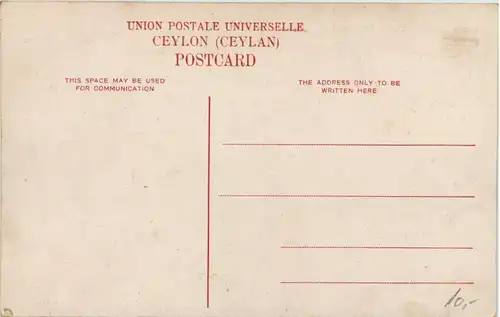 UNION POSTALE UNIVERSELLE.
CEYLON (CEYLAN)
POSTCARD
THIS SPACE MAY BE USED
FOR COMMUNICATION
THE ADDRESS ONLY TO BE
WRITTEN HERE
10,-